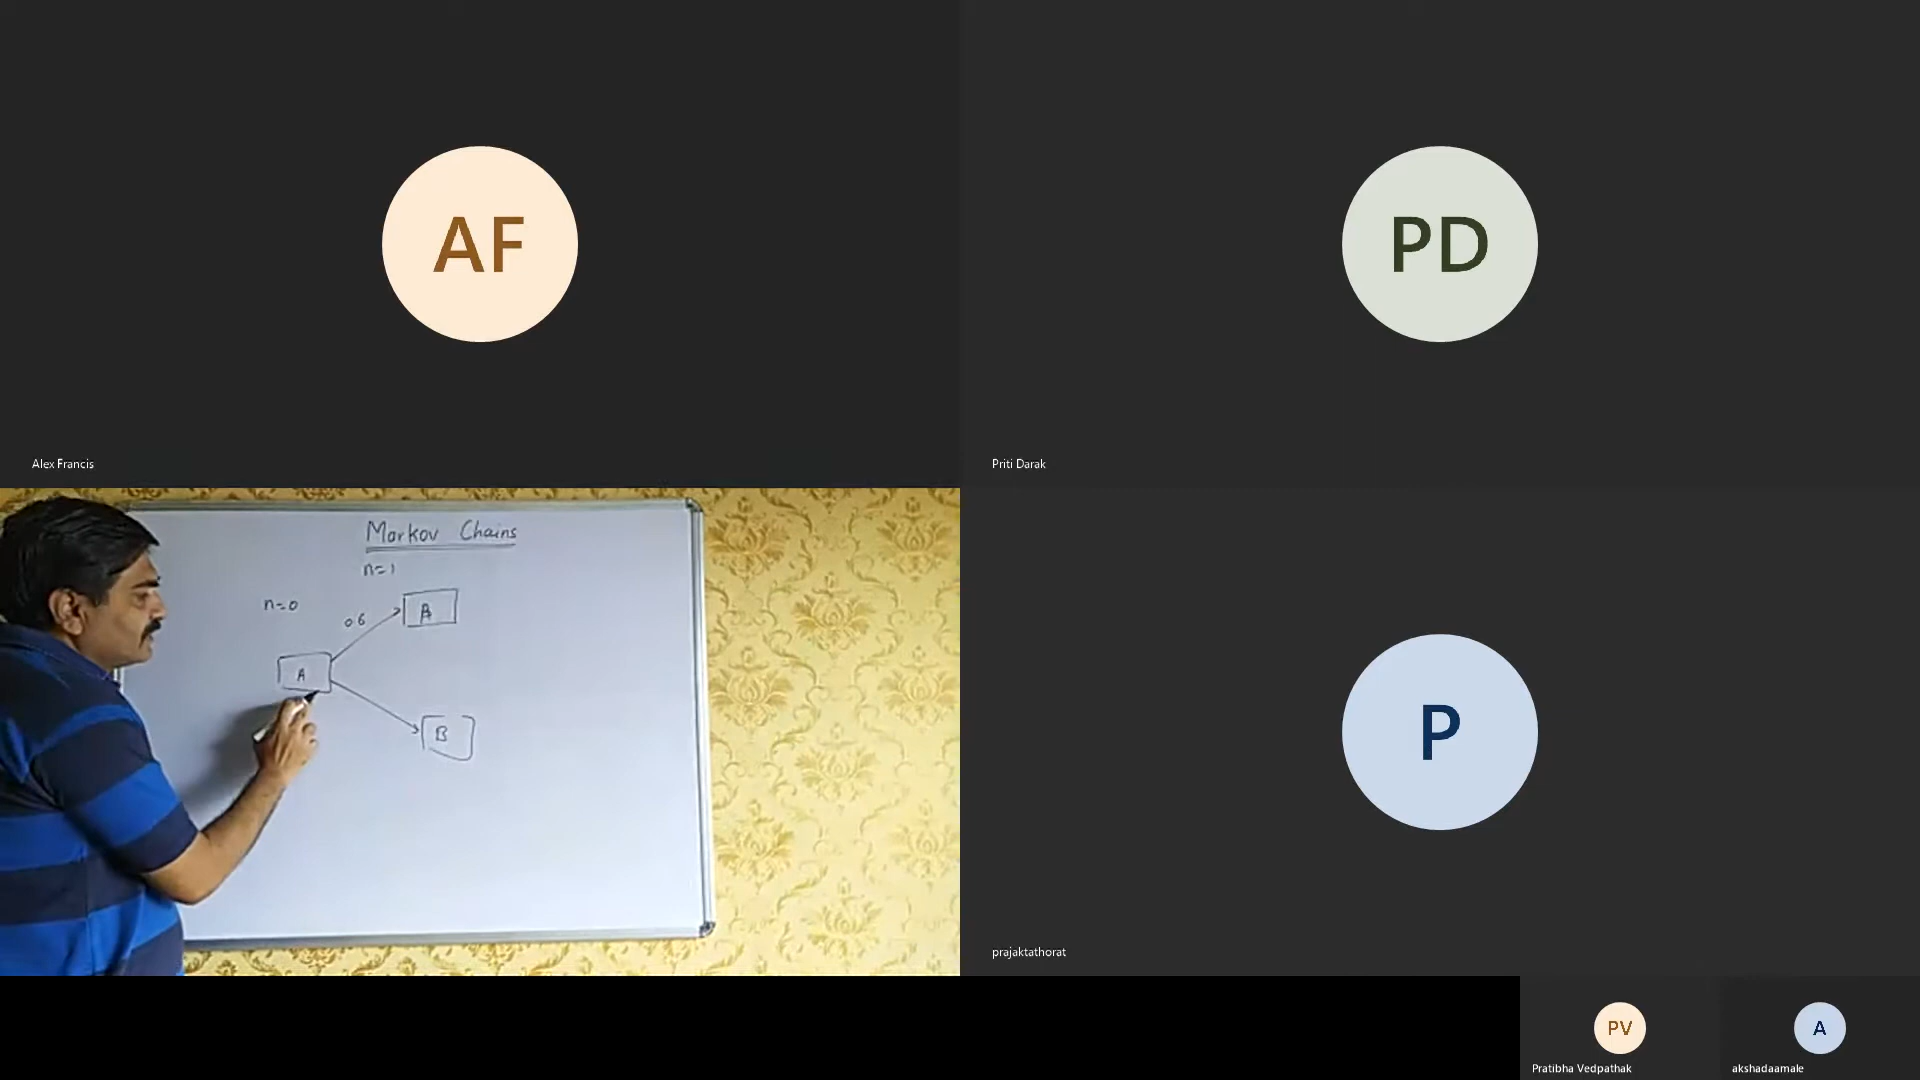 AF
PD
Alex Francis
Priti Darak
Markov Chains
n=1
n=0
0.6
A
B
P
prajaktathorat
PV
A
Pratibha Vedpathak
akshadaamale